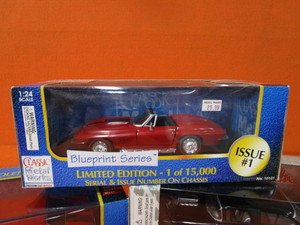 1:24
SCALE
WARNING
Blueprint Series
CLASSIC
Metal
Works
LIMITED EDITION - 1 of 15,000
SERIAL & ISSUE NUMBER ON CHASSIS
ISSUE
#1